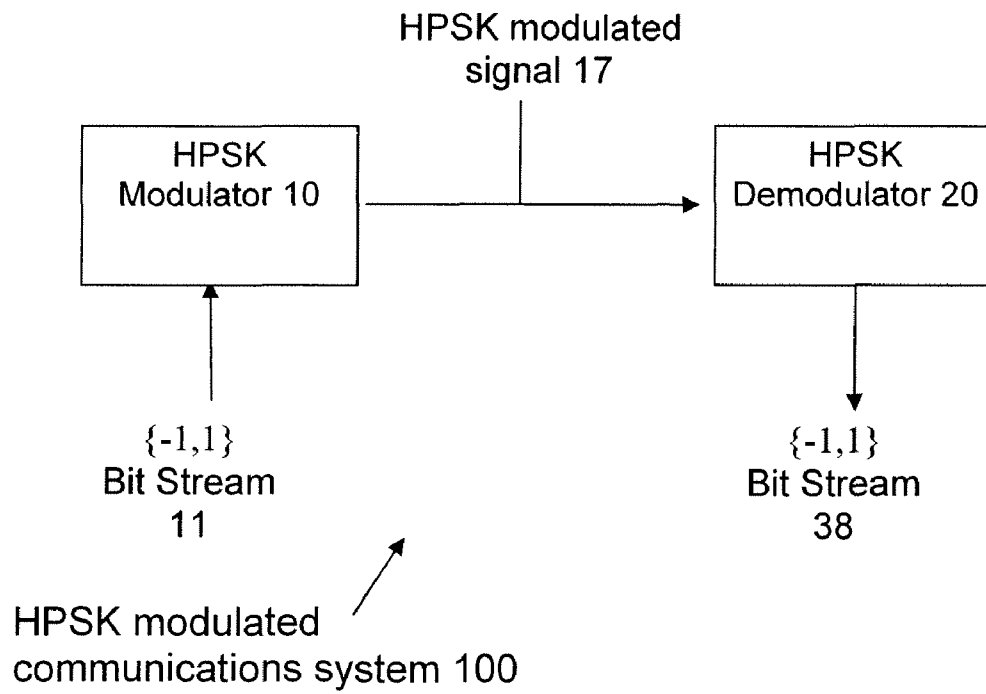 HPSK modulated
signal 17
HPSK
Modulator 10
HPSK
Demodulator 20
{-1,1}
Bit Stream
11
{-1,1}
Bit Stream
38
HPSK modulated
communications system 100